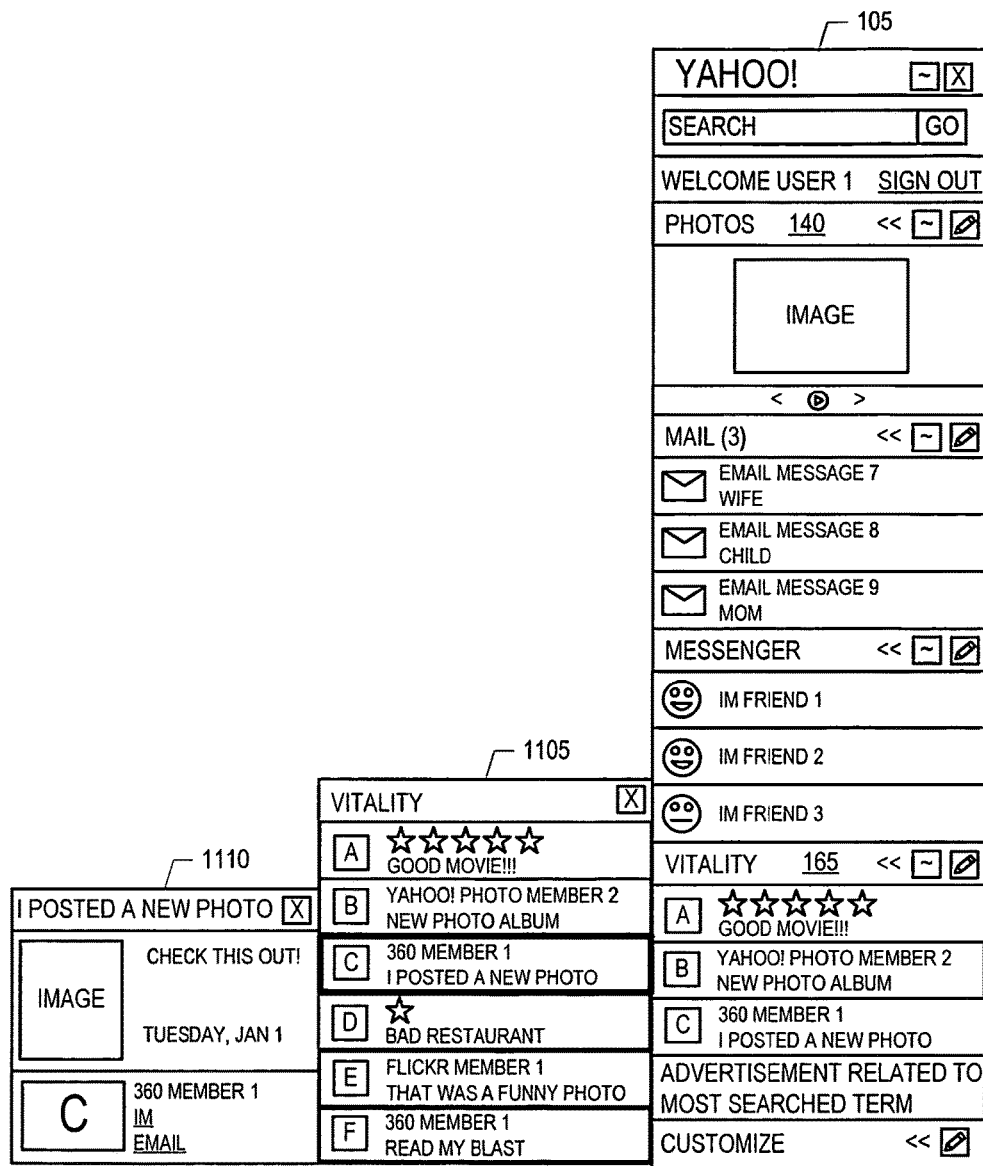 105
YAHOO! ~ X
SEARCH GO
WELCOME USER 1 SIGN OUT
PHOTOS 140 << ~
IMAGE
< >
MAIL (3) << ~
EMAIL MESSAGE 7
WIFE
EMAIL MESSAGE 8
CHILD
EMAIL MESSAGE 9
MOM
MESSENGER << ~
IM FRIEND 1
IM FRIEND 2
IM FRIEND 3
VITALITY 165 << ~
A
GOOD MOVIE!!!
B YAHOO! PHOTO MEMBER 2
NEW PHOTO ALBUM
C 360 MEMBER 1
I POSTED A NEW PHOTO
ADVERTISEMENT RELATED TO
MOST SEARCHED TERM
CUSTOMIZE <<
1105
VITALITY X
A
GOOD MOVIE!!!
B YAHOO! PHOTO MEMBER 2
NEW PHOTO ALBUM
C 360 MEMBER 1
I POSTED A NEW PHOTO
D
BAD RESTAURANT
E FLICKR MEMBER 1
THAT WAS A FUNNY PHOTO
F 360 MEMBER 1
READ MY BLAST
1110
I POSTED A NEW PHOTO X
CHECK THIS OUT!
IMAGE
TUESDAY, JAN 1
C 360 MEMBER 1
IM
EMAIL